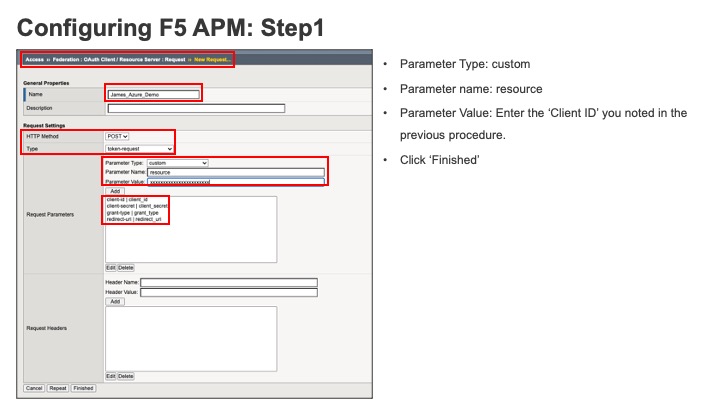 Configuring F5 APM: Step1
Access ›› Federation : OAuth Client / Resource Server : Request ›› New Request...
General Properties
Name
James_Azure_Demo
Description
Request Settings
HTTP Method
POST
Type
token-request
Request Parameters
Parameter Type: custom
Parameter Name: resource
Parameter Value: xxxxxxxxxxxxxxxxxxxxxx
Add
client-id | client_id
client-secret | client_secret
grant-type | grant_type
redirect-uri | redirect_uri
Edit Delete
Request Headers
Header Name:
Header Value:
Add
Edit Delete
Cancel Repeat Finished
• Parameter Type: custom
• Parameter name: resource
• Parameter Value: Enter the ‘Client ID’ you noted in the
previous procedure.
• Click ‘Finished’